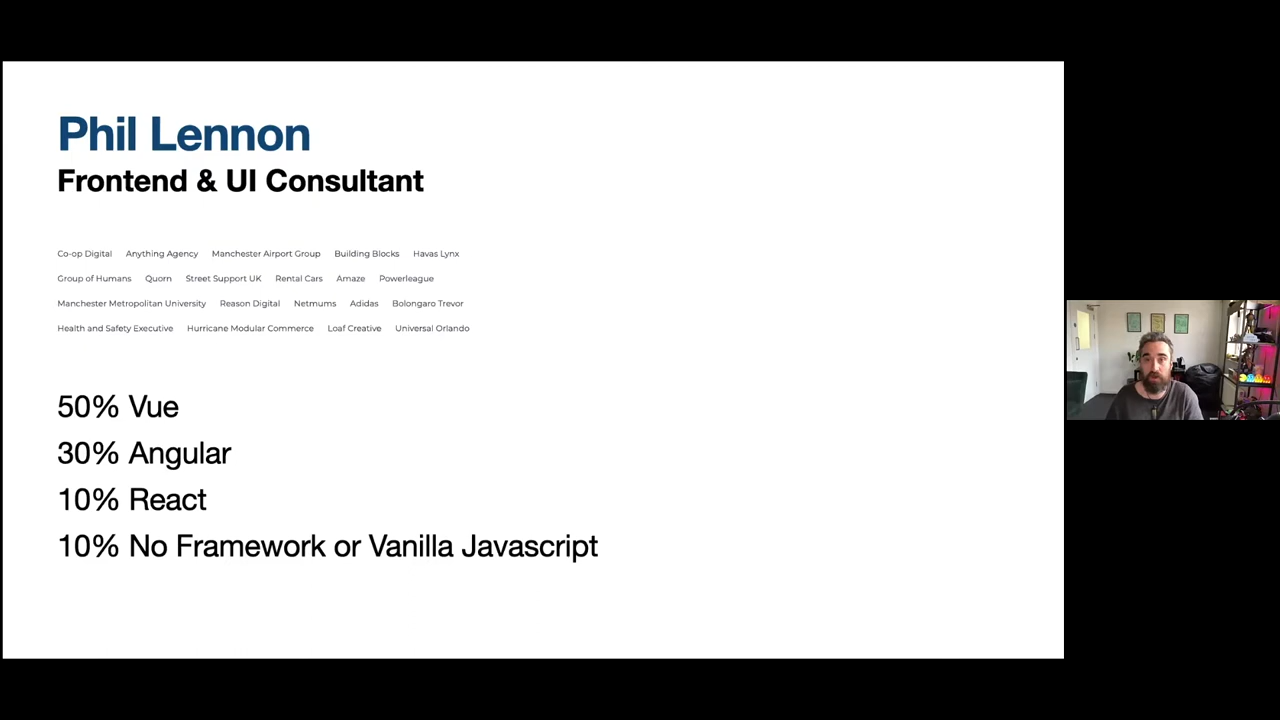 Phil Lennon
Frontend & UI Consultant
Co-op Digital Anything Agency Manchester Airport Group Building Blocks Havas Lynx
Group of Humans Quorn Street Support UK Rental Cars Amaze Powerleague
Manchester Metropolitan University Reason Digital Netmums Adidas Bolongaro Trevor
Health and Safety Executive Hurricane Modular Commerce Loaf Creative Universal Orlando
50% Vue
30% Angular
10% React
10% No Framework or Vanilla Javascript